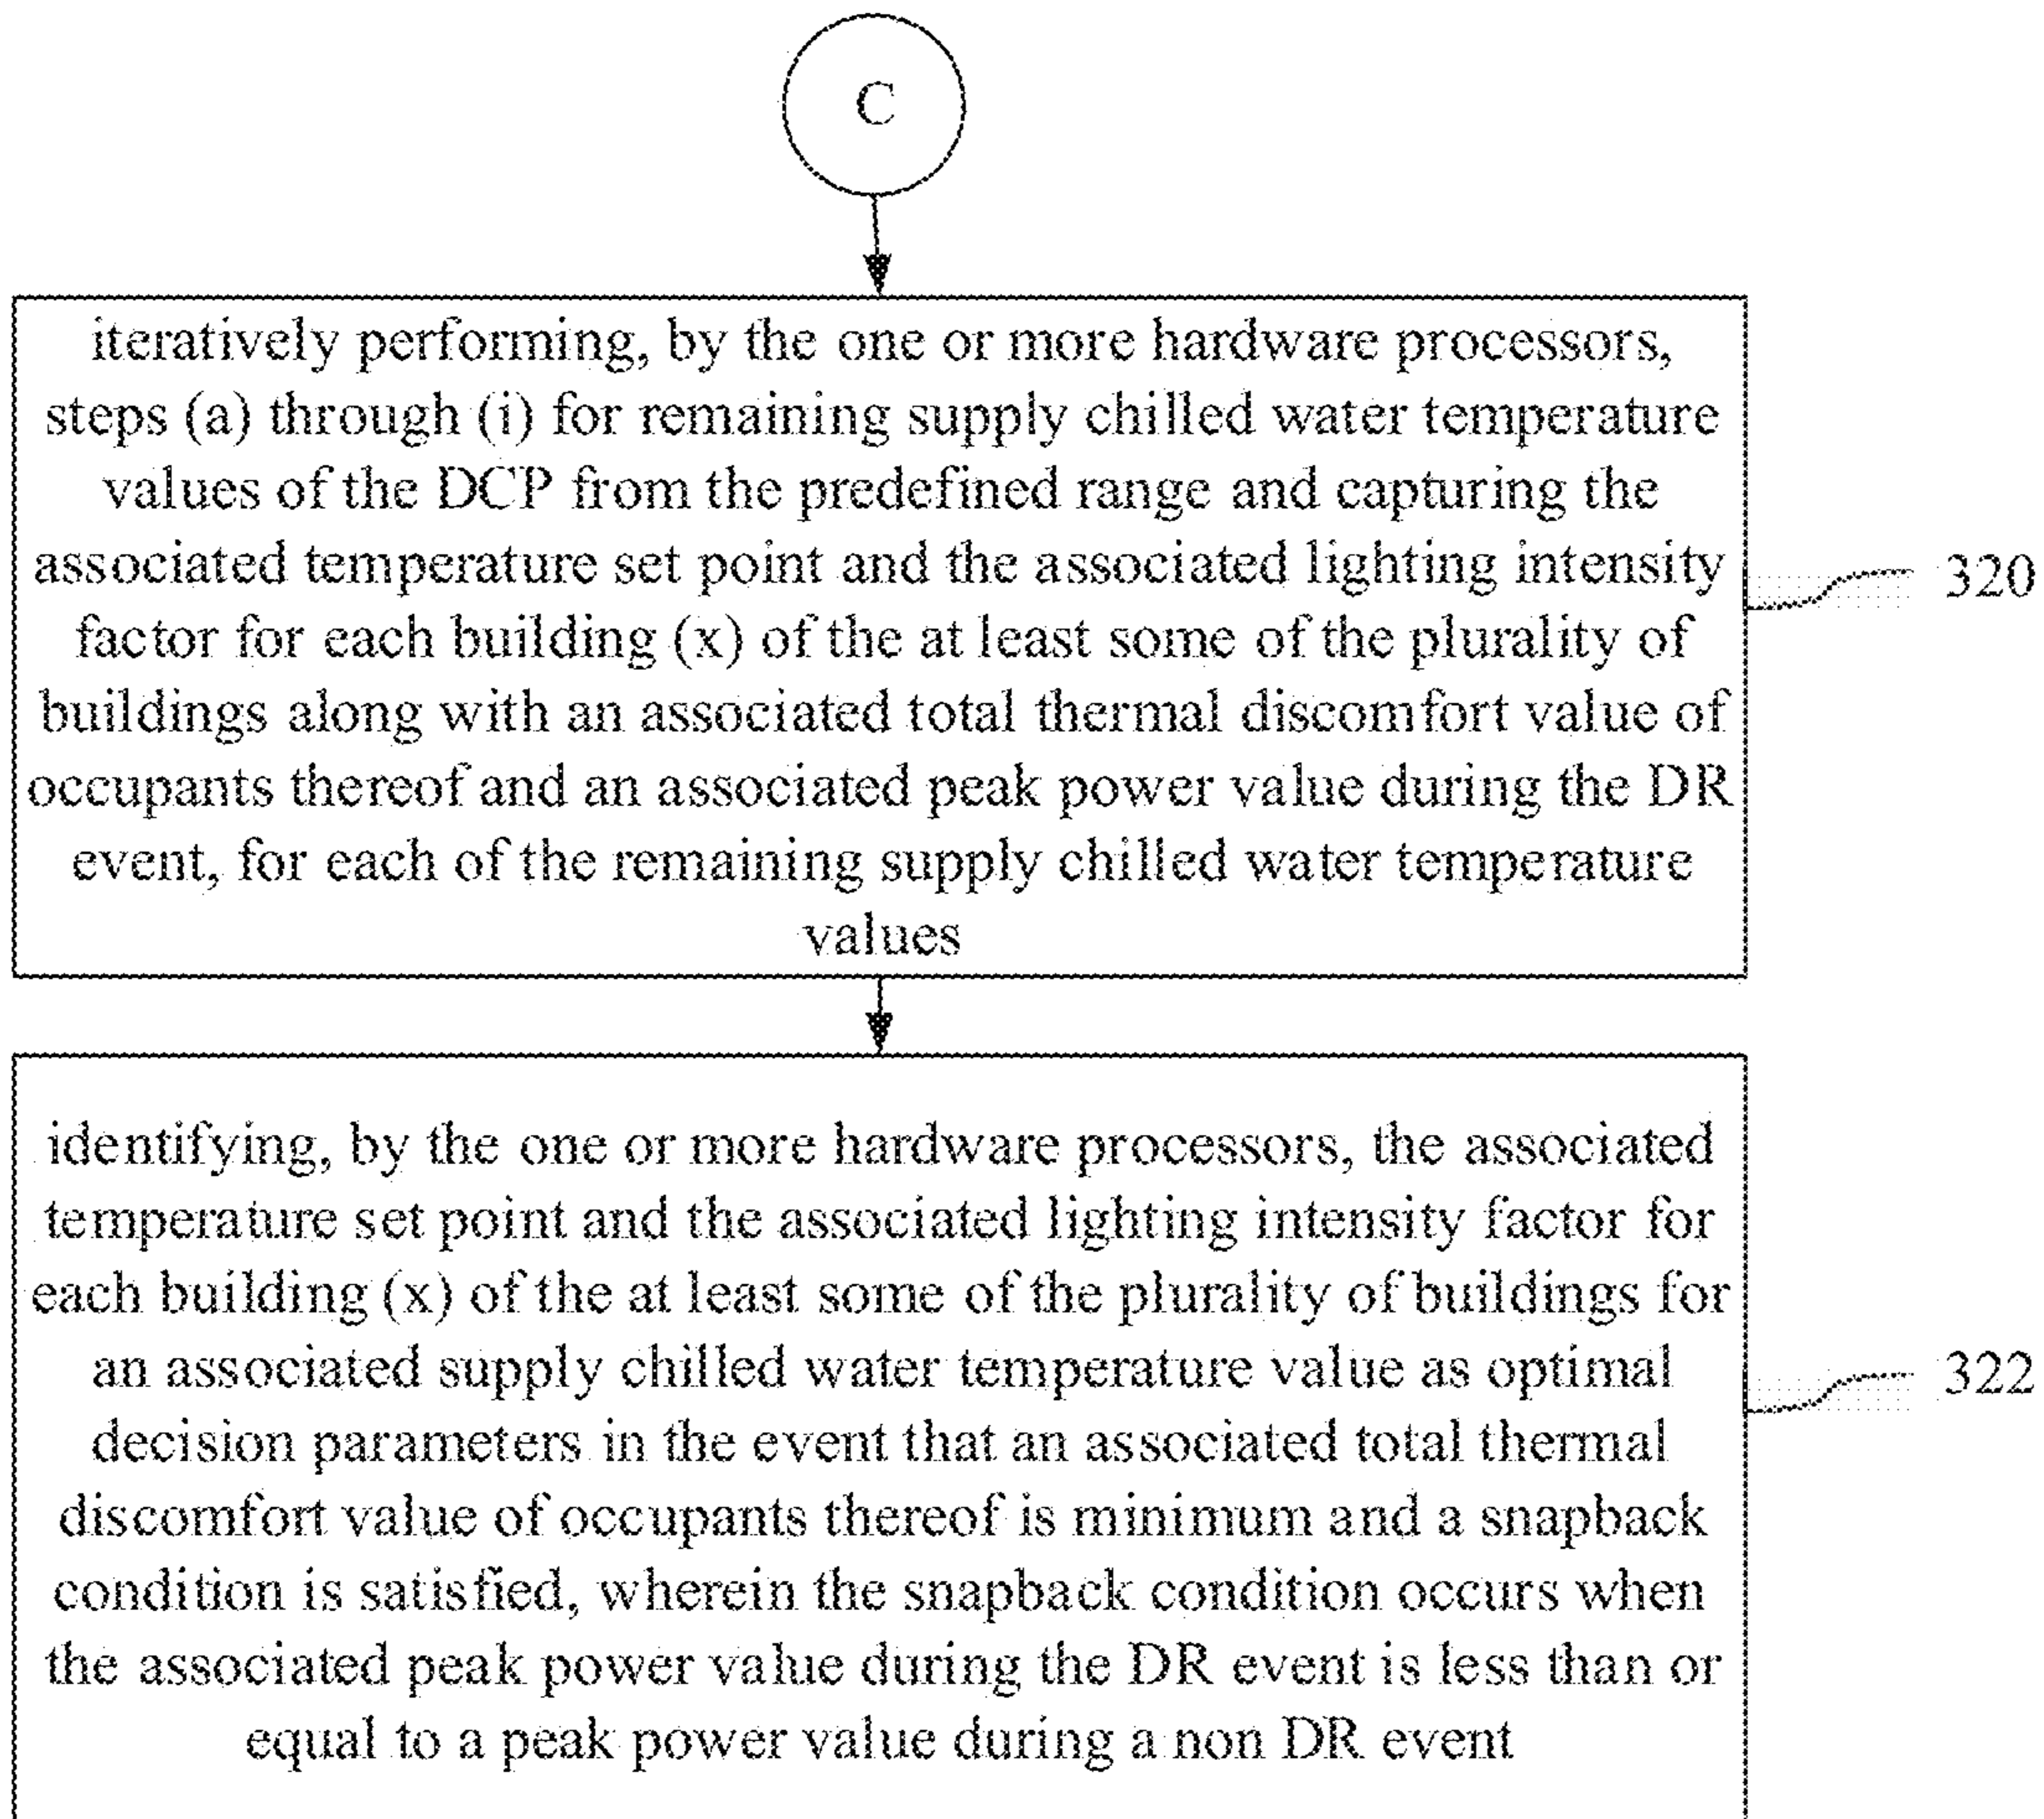 C
iteratively performing, by the one or more hardware processors,
steps (a) through (i) for remaining supply chilled water temperature
values of the DCP from the predefined range and capturing the
associated temperature set point and the associated lighting intensity
factor for each building (x) of the at least some of the plurality of
buildings along with an associated total thermal discomfort value of
occupants thereof and an associated peak power value during the DR
event, for each of the remaining supply chilled water temperature
values
320
identifying, by the one or more hardware processors, the associated
temperature set point and the associated lighting intensity factor for
each building (x) of the at least some of the plurality of buildings for
an associated supply chilled water temperature value as optimal
decision parameters in the event that an associated total thermal
discomfort value of occupants thereof is minimum and a snapback
condition is satisfied, wherein the snapback condition occurs when
the associated peak power value during the DR event is less than or
equal to a peak power value during a non DR event
322